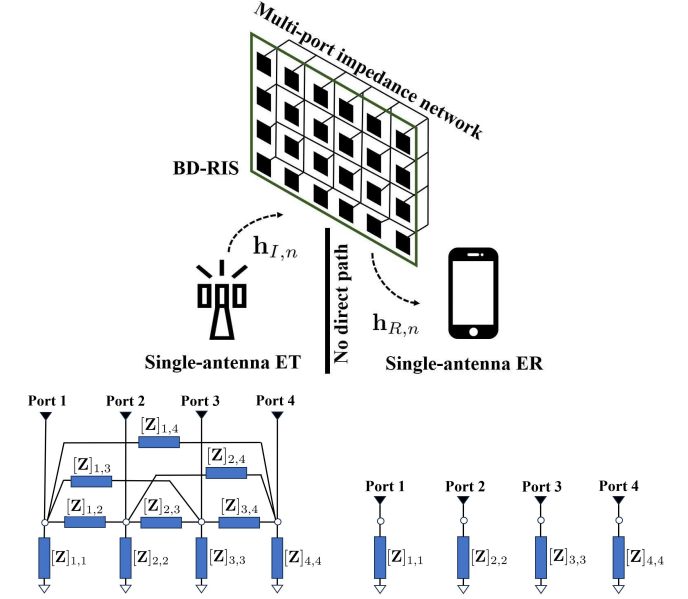 Multi-port impedance network
BD-RIS
h_{I,n}
No direct path
h_{R,n}
Single-antenna ET
Single-antenna ER
Port 1 Port 2 Port 3 Port 4
[Z]_{1,4}
[Z]_{1,3}
[Z]_{2,4}
[Z]_{1,2}
[Z]_{2,3}
[Z]_{3,4}
[Z]_{1,1}
[Z]_{2,2}
[Z]_{3,3}
[Z]_{4,4}
Port 1 Port 2 Port 3 Port 4
[Z]_{1,1}
[Z]_{2,2}
[Z]_{3,3}
[Z]_{4,4}